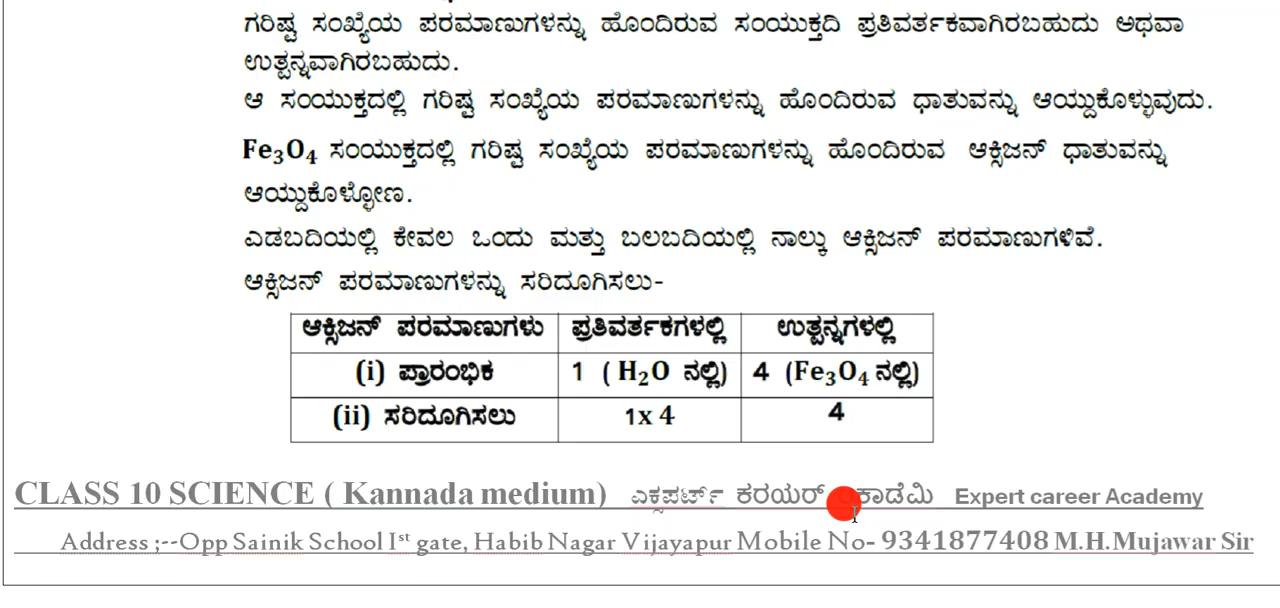 ಗರಿಷ್ಟ ಸಂಖ್ಯೆಯ ಪರಮಾಣುಗಳನ್ನು ಹೊಂದಿರುವ ಸಂಯುಕ್ತದಿ ಪ್ರತಿವರ್ತಕವಾಗಿರಬಹುದು ಅಥವಾ
ಉತ್ಪನ್ನವಾಗಿರಬಹುದು.
ಆ ಸಂಯುಕ್ತದಲ್ಲಿ ಗರಿಷ್ಟ ಸಂಖ್ಯೆಯ ಪರಮಾಣುಗಳನ್ನು ಹೊಂದಿರುವ ಧಾತುವನ್ನು ಆಯ್ದುಕೊಳ್ಳುವುದು.
Fe₃O₄ ಸಂಯುಕ್ತದಲ್ಲಿ ಗರಿಷ್ಟ ಸಂಖ್ಯೆಯ ಪರಮಾಣುಗಳನ್ನು ಹೊಂದಿರುವ ಆಕ್ಸಿಜನ್ ಧಾತುವನ್ನು
ಆಯ್ದುಕೊಳ್ಳೋಣ.
ಎಡಬದಿಯಲ್ಲಿ ಕೇವಲ ಒಂದು ಮತ್ತು ಬಲಬದಿಯಲ್ಲಿ ನಾಲ್ಕು ಆಕ್ಸಿಜನ್ ಪರಮಾಣುಗಳಿವೆ.
ಆಕ್ಸಿಜನ್ ಪರಮಾಣುಗಳನ್ನು ಸರಿದೂಗಿಸಲು-
ಆಕ್ಸಿಜನ್ ಪರಮಾಣುಗಳು ಪ್ರತಿವರ್ತಕಗಳಲ್ಲಿ ಉತ್ಪನ್ನಗಳಲ್ಲಿ
(i) ಪ್ರಾರಂಭಿಕ 1 ( H₂O ನಲ್ಲಿ) 4 (Fe₃O₄ ನಲ್ಲಿ)
(ii) ಸರಿದೂಗಿಸಲು 1x 4 4
CLASS 10 SCIENCE ( Kannada medium) ಎಕ್ಸಪರ್ಟ್ ಕರಯರ್ Expert career Academy
Address ;--Opp Sainik School Iˢᵗ gate, Habib Nagar Vijayapur Mobile No- 9341877408 M.H.Mujawar Sir